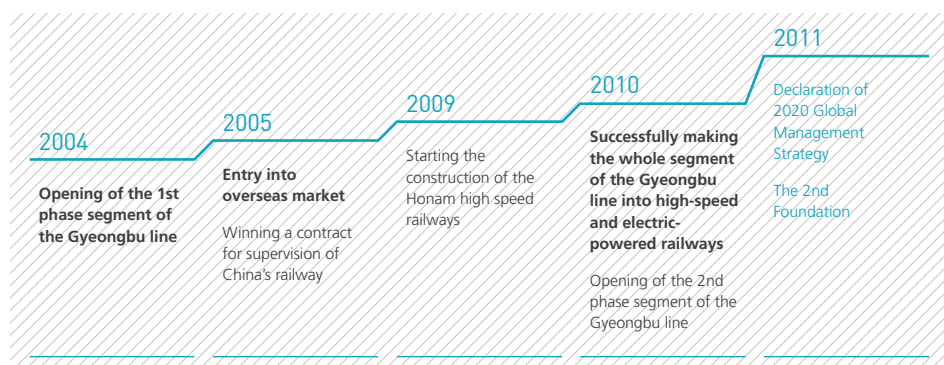 2004
Opening of the 1st
phase segment of
the Gyeongbu line
2005
Entry into
overseas market
Winning a contract
for supervision of
China's railway
2009
Starting the
construction of the
Honam high speed
railways
2010
Successfully making
the whole segment
of the Gyeongbu
line into high-speed
and electric-
powered railways
Opening of the 2nd
phase segment of the
Gyeongbu line
2011
Declaration of
2020 Global
Management
Strategy
The 2nd
Foundation